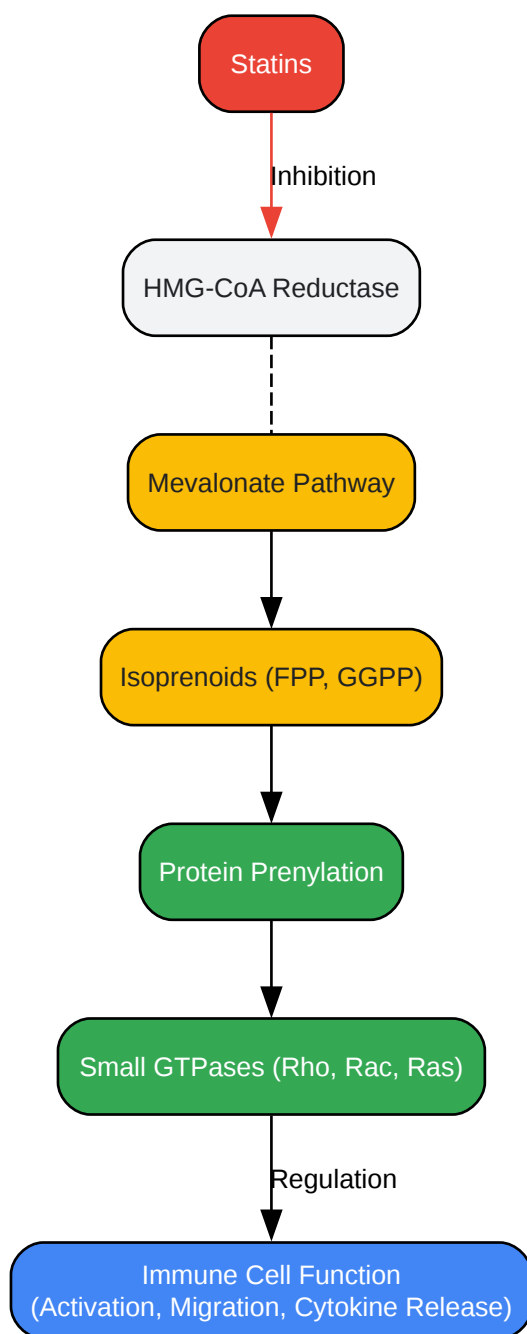 Statins
Inhibition
HMG-CoA Reductase
Mevalonate Pathway
Isoprenoids (FPP, GGPP)
Protein Prenylation
Small GTPases (Rho, Rac, Ras)
Regulation
Immune Cell Function
(Activation, Migration, Cytokine Release)